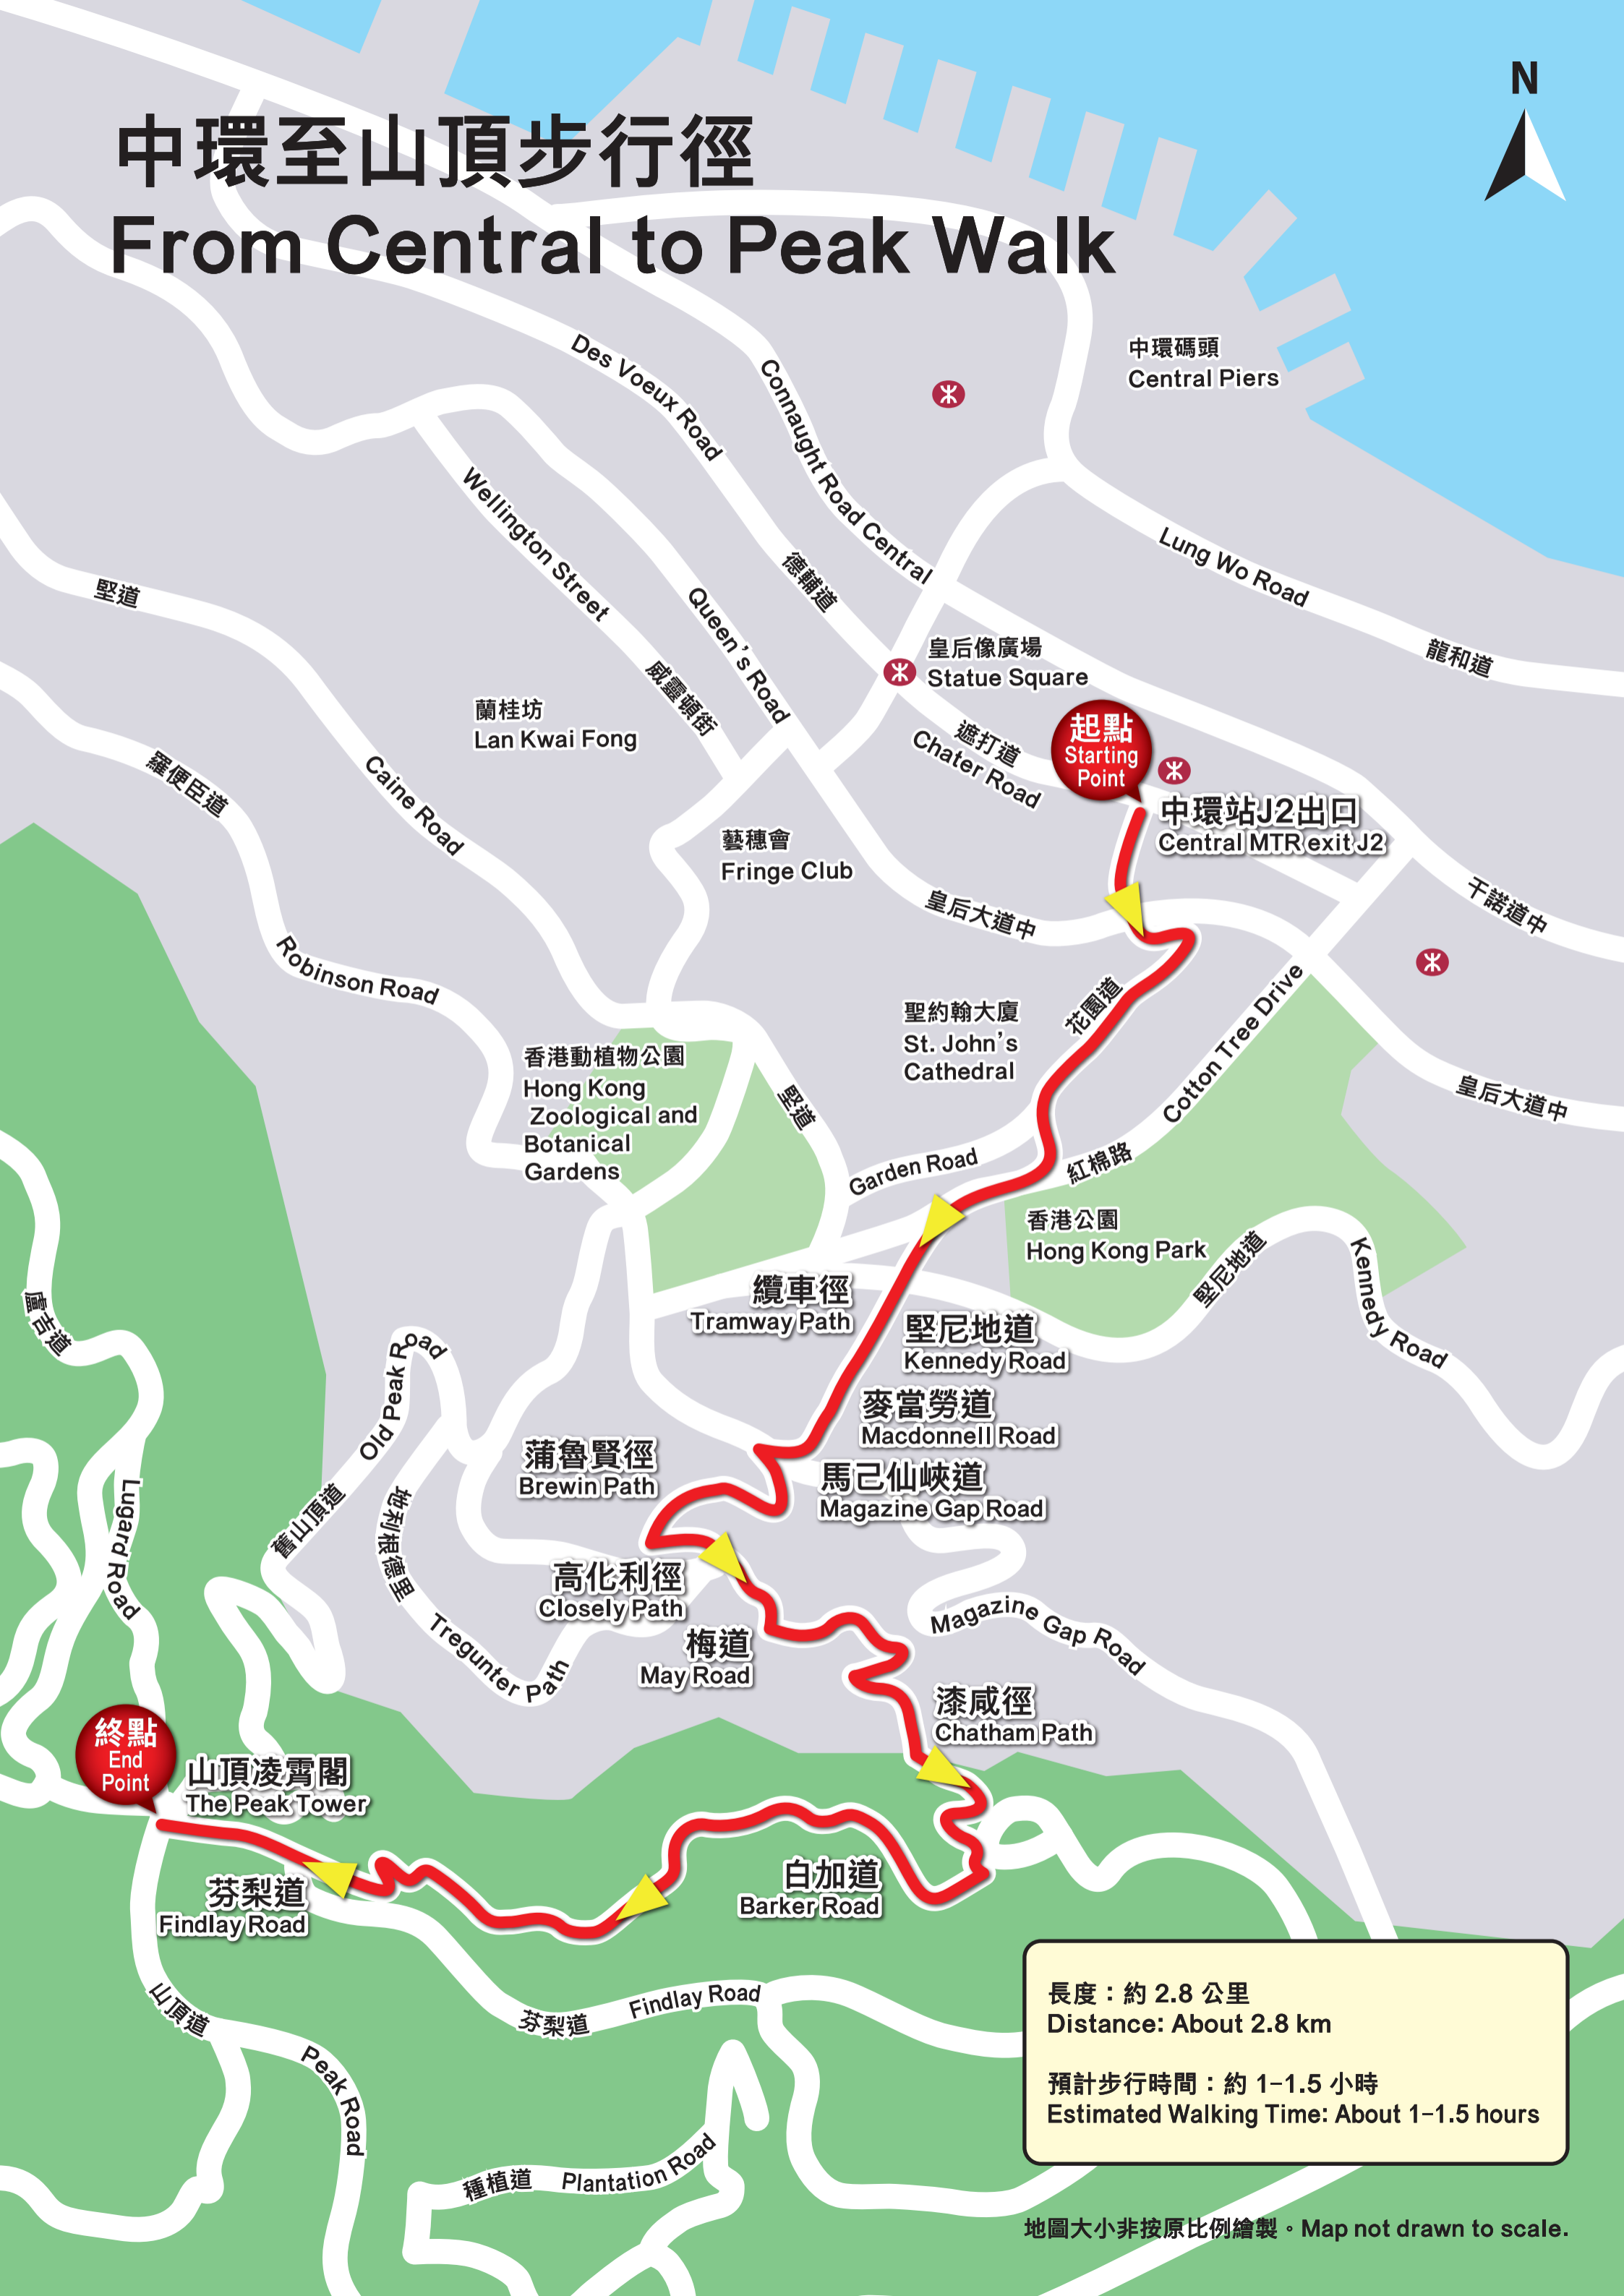 中環至山頂步行徑
From Central to Peak Walk
N
中環碼頭
Central Piers
Des Voeux Road
Connaught Road Central
Wellington Street
Lung Wo Road
德輔道
堅道
Queen's Road
皇后像廣場
Statue Square
龍和道
威靈頓街
蘭桂坊
Lan Kwai Fong
遮打道
Chater Road
起點
Starting
Point
羅便臣道
Caine Road
中環站J2出口
Central MTR exit J2
藝穗會
Fringe Club
皇后大道中
干諾道中
Robinson Road
聖約翰大廈
St. John's
Cathedral
花園道
Cotton Tree Drive
香港動植物公園
Hong Kong
Zoological and
Botanical
Gardens
堅道
皇后大道中
Garden Road
紅棉路
香港公園
Hong Kong Park
堅尼地道
Kennedy Road
盧吉道
纜車徑
Tramway Path
堅尼地道
Kennedy Road
Old Peak Road
麥當勞道
Macdonnell Road
蒲魯賢徑
Brewin Path
馬己仙峽道
Magazine Gap Road
Lugard Road
舊山頂道
地利根德里
高化利徑
Closely Path
Tregunter Path
Magazine Gap Road
梅道
May Road
漆咸徑
Chatham Path
終點
End
Point
山頂凌霄閣
The Peak Tower
白加道
Barker Road
芬梨道
Findlay Road
山頂道
芬梨道
Findlay Road
Peak Road
種植道
Plantation Road
長度：約 2.8 公里
Distance: About 2.8 km
預計步行時間：約 1-1.5 小時
Estimated Walking Time: About 1-1.5 hours
地圖大小非按原比例繪製。Map not drawn to scale.